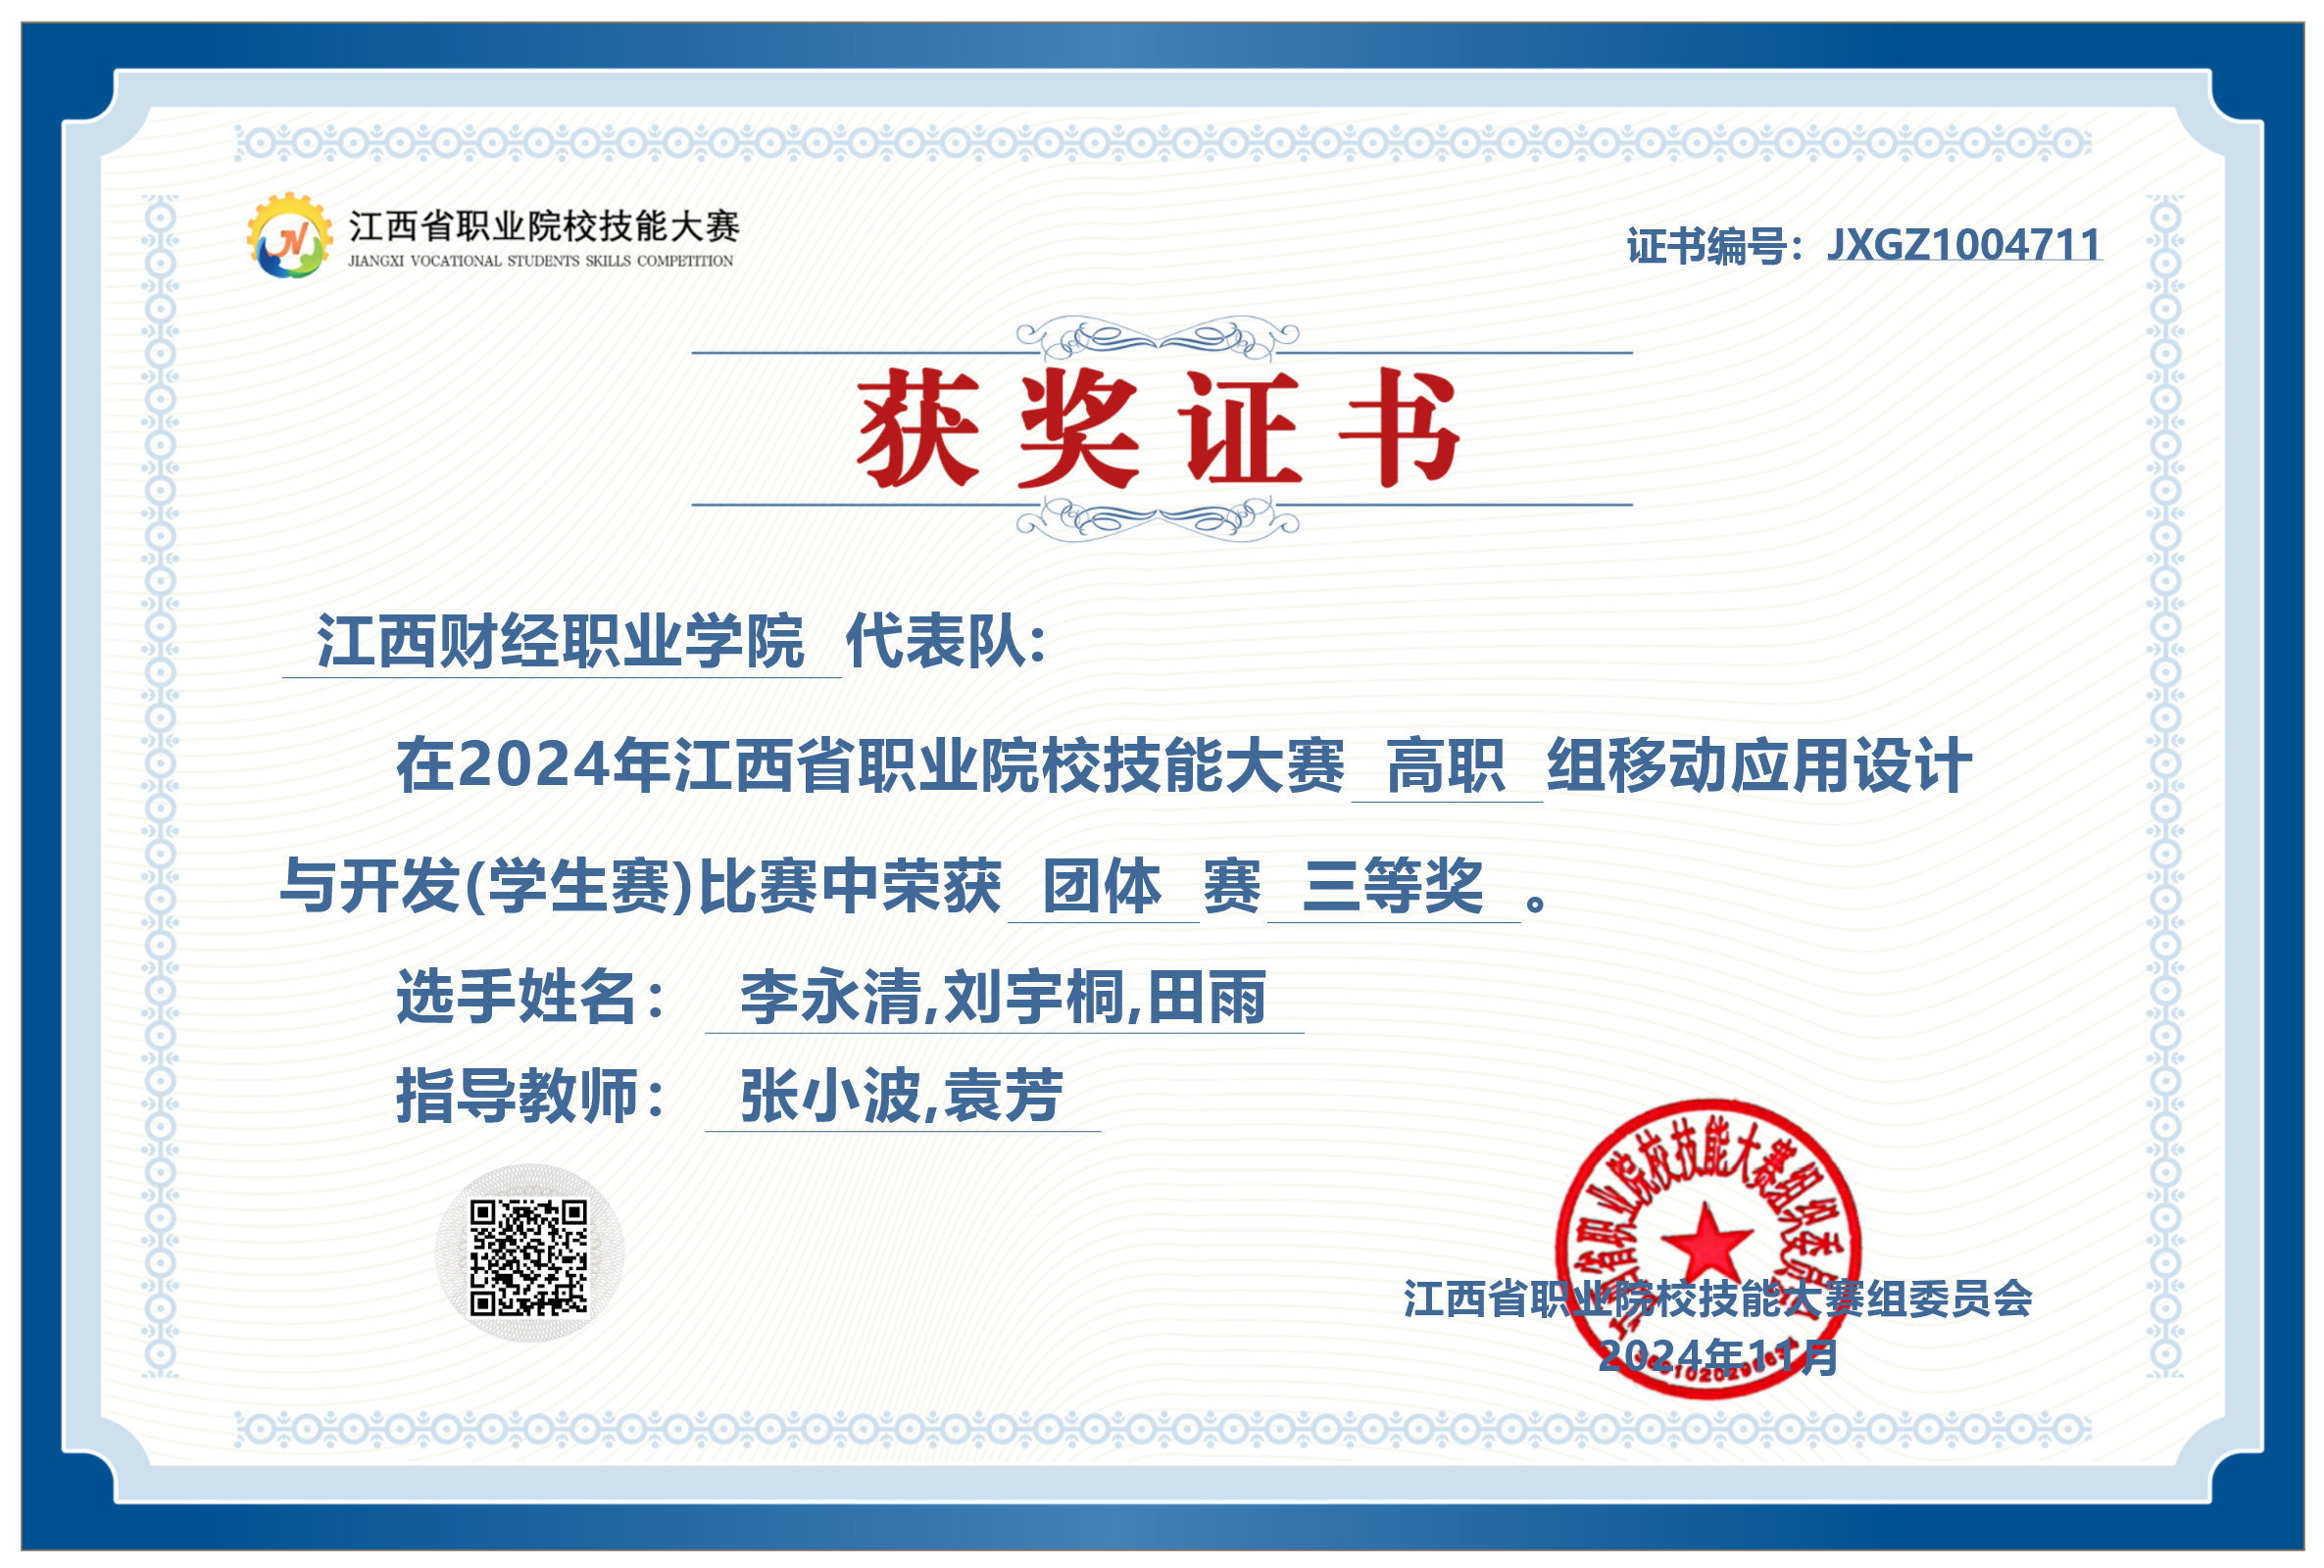 江西省职业院校技能大赛
JIANGXI VOCATIONAL STUDENTS SKILLS COMPETITION
证书编号：JXGZ1004711
获奖证书
江西财经职业学院 代表队:
在2024年江西省职业院校技能大赛 高职 组移动应用设计
与开发(学生赛)比赛中荣获 团体 赛 三等奖 。
选手姓名： 李永清,刘宇桐,田雨
指导教师： 张小波,袁芳
江西省职业院校技能大赛组织委员会
江西省职业院校技能大赛组委员会
2024年11月